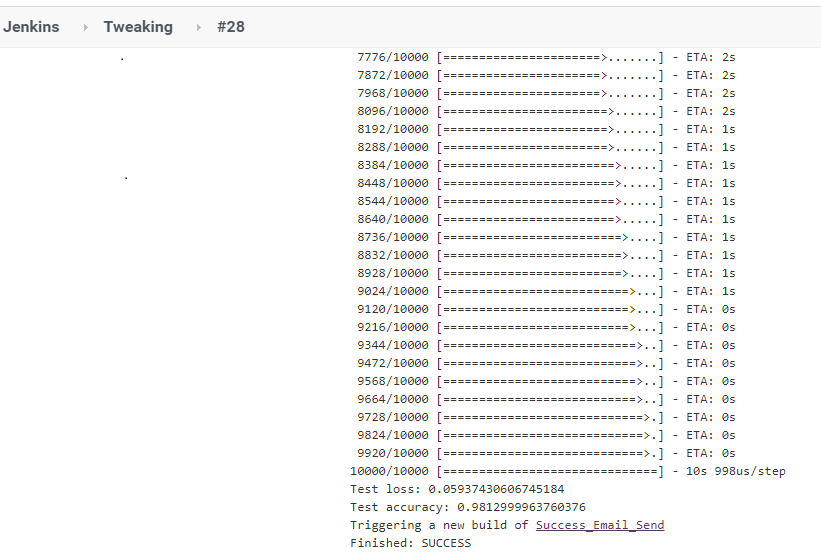 Jenkins › Tweaking › #28
7776/10000 [======================>.......] - ETA: 2s
7872/10000 [======================>.......] - ETA: 2s
7968/10000 [======================>.......] - ETA: 2s
8096/10000 [=======================>......] - ETA: 2s
8192/10000 [=======================>......] - ETA: 1s
8288/10000 [=======================>......] - ETA: 1s
8384/10000 [========================>.....] - ETA: 1s
8448/10000 [========================>.....] - ETA: 1s
8544/10000 [========================>.....] - ETA: 1s
8640/10000 [========================>.....] - ETA: 1s
8736/10000 [=========================>....] - ETA: 1s
8832/10000 [=========================>....] - ETA: 1s
8928/10000 [=========================>....] - ETA: 1s
9024/10000 [==========================>...] - ETA: 1s
9120/10000 [==========================>...] - ETA: 0s
9216/10000 [==========================>...] - ETA: 0s
9344/10000 [===========================>..] - ETA: 0s
9472/10000 [===========================>..] - ETA: 0s
9568/10000 [===========================>..] - ETA: 0s
9664/10000 [===========================>..] - ETA: 0s
9728/10000 [============================>.] - ETA: 0s
9824/10000 [============================>.] - ETA: 0s
9920/10000 [============================>.] - ETA: 0s
10000/10000 [==============================] - 10s 998us/step
Test loss: 0.05937430606745184
Test accuracy: 0.9812999963760376
Triggering a new build of Success_Email_Send
Finished: SUCCESS